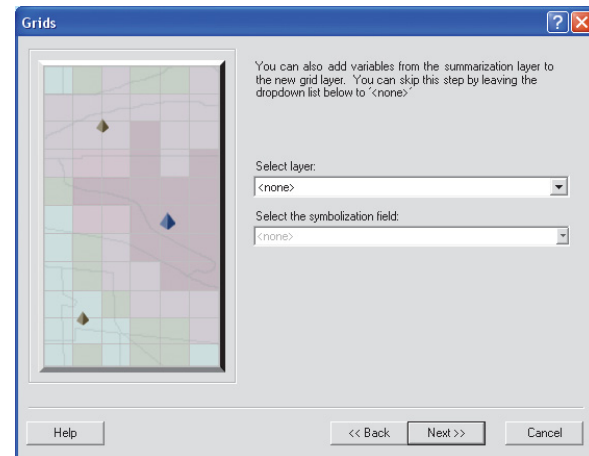 Grids
You can also add variables from the summarization layer to
the new grid layer. You can skip this step by leaving the
dropdown list below to '<none>'
Select layer:
<none>
Select the symbolization field:
<none>
Help
<< Back
Next >>
Cancel